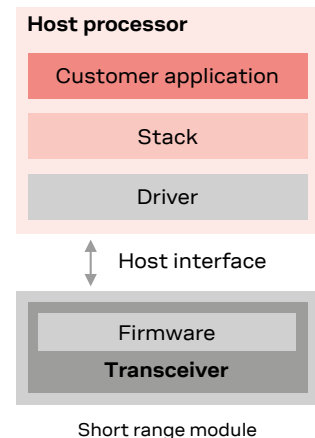 Host processor
Customer application
Stack
Driver
Host interface
Firmware
Transceiver
Short range module